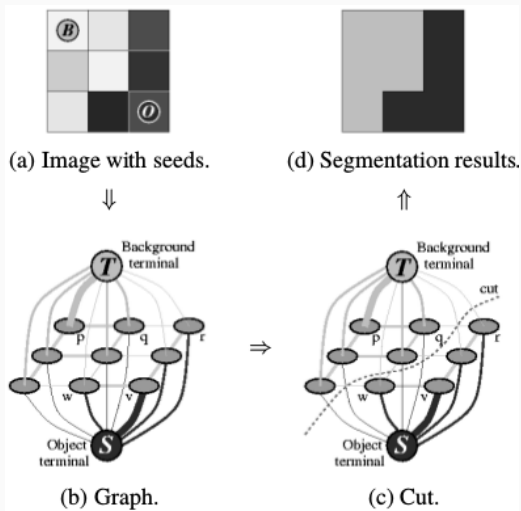 B
O
(a) Image with seeds.
(d) Segmentation results.
⇓
⇑
Background
terminal
T
p
q
r
w
v
Object
terminal
S
(b) Graph.
⇒
Background
terminal
T
cut
p
q
r
w
v
Object
terminal
S
(c) Cut.